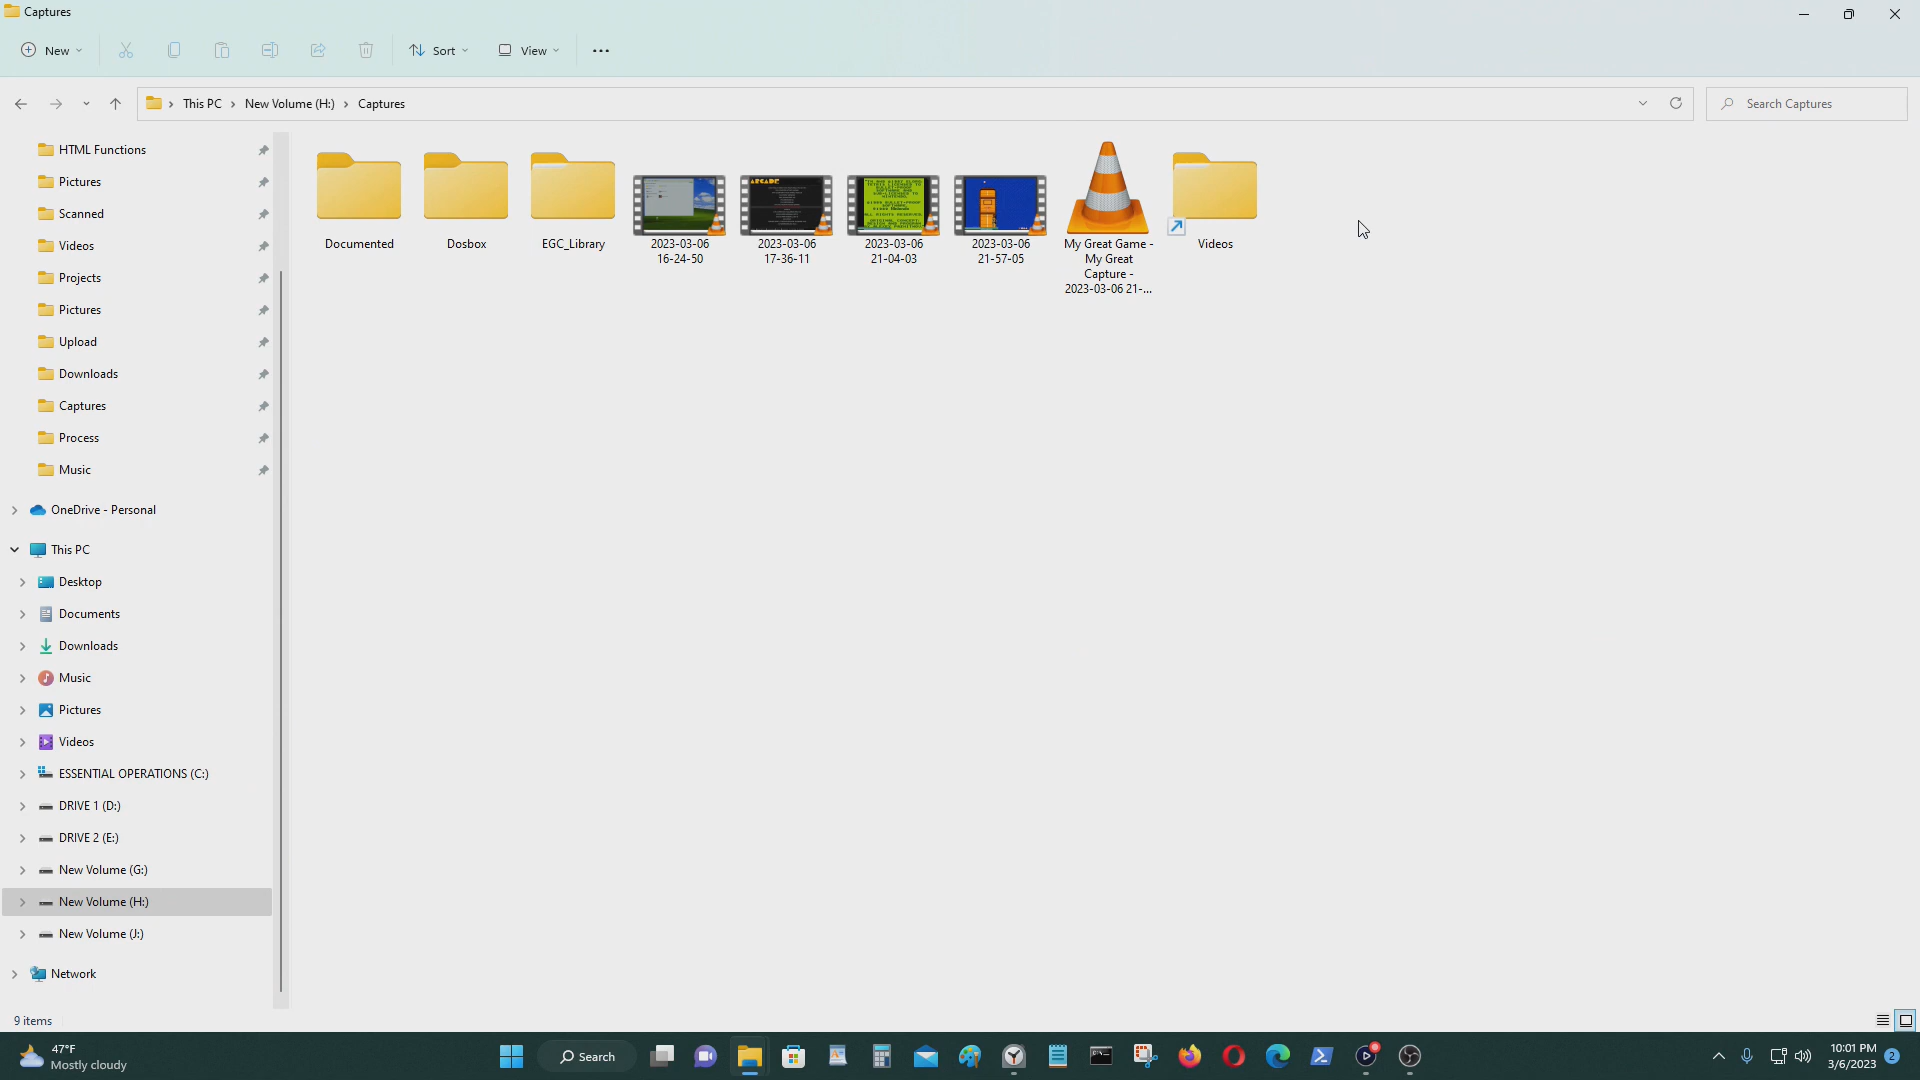 Captures
New
Sort
View
This PC
New Volume (H:)
Captures
Search Captures
HTML Functions
Pictures
Scanned
Videos
Projects
Pictures
Upload
Downloads
Captures
Process
Music
OneDrive - Personal
This PC
Desktop
Documents
Downloads
Music
Pictures
Videos
ESSENTIAL OPERATIONS (C:)
DRIVE 1 (D:)
DRIVE 2 (E:)
New Volume (G:)
New Volume (H:)
New Volume (J:)
Network
Documented
Dosbox
EGC_Library
ARCADE
2023-03-06
16-24-50
2023-03-06
17-36-11
2023-03-06
21-04-03
2023-03-06
21-57-05
My Great Game -
My Great
Capture -
2023-03-06 21-...
Videos
9 items
47°F
Mostly cloudy
Search
10:01 PM
3/6/2023
2